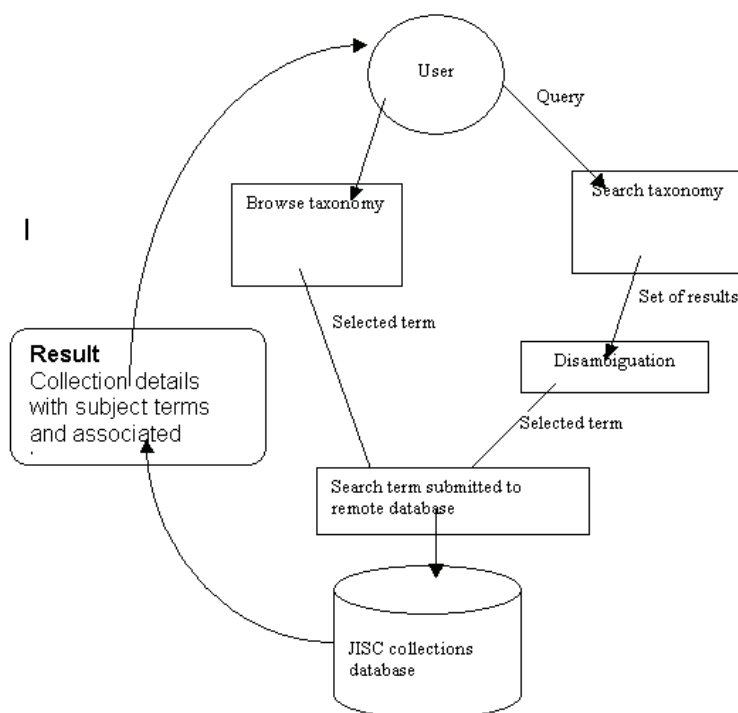 User
Query
Browse taxonomy
Search taxonomy
Set of results
Selected term
Disambiguation
Selected term
Result
Collection details
with subject terms
and associated
Search term submitted to
remote database
JISC collections
database